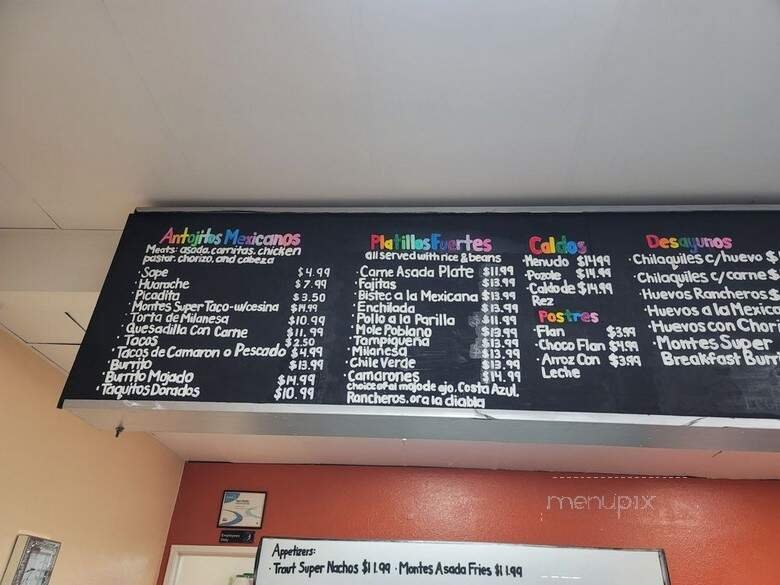 Antojitos Mexicanos
Meats: asada, carnitas, chicken
pastor, chorizo, and cabeza
· Sope $4.99
· Huarache $7.99
· Picadita $3.50
· Montes Super Taco-w/cesina $14.99
· Torta de Milanesa $10.99
· Quesadilla Con Carne $11.99
· Tacos $2.50
· Tacos de Camaron o Pescado $4.99
· Burrito $13.99
· Burrito Mojado $14.99
· Taquitos Dorados $10.99
Platillos Fuertes
all served with rice & beans
· Carne Asada Plate $11.99
· Fajitas $13.99
· Bistec a la Mexicana $13.99
· Enchilada $13.99
· Pollo a la Parilla $11.99
· Mole Poblano $13.99
· Tampiqueña $13.99
· Milanesa $13.99
· Chile Verde $13.99
· Camarones $14.99
choice of al mojo de ajo, Costa Azul,
Rancheros, or a la diabla
Caldos
· Menudo $14.99
· Pozole $14.99
· Caldo de $14.99
Rez
Postres
· Flan $3.99
· Choco Flan $4.99
· Arroz Con $3.99
Leche
Desayunos
· Chilaquiles c/huevo $
· Chilaquiles c/carne $
· Huevos Rancheros $
· Huevos a la Mexica
· Huevos con Chor
· Montes Super
Breakfast Burr
menupix
Employees
Only
Appetizers:
· Traut Super Nachos $11.99 · Montes Asada Fries $11.99